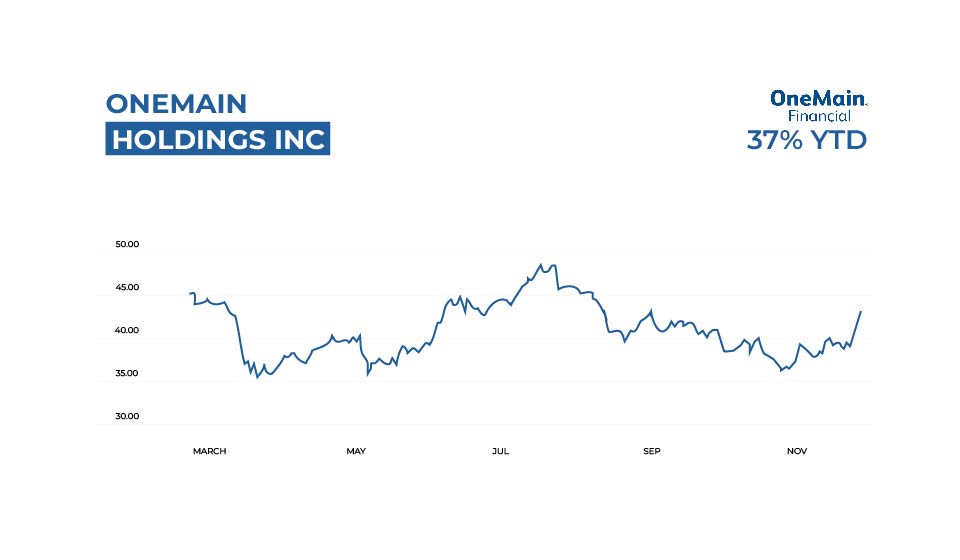 ONEMAIN
HOLDINGS INC
OneMain
Financial
37% YTD
50.00
45.00
40.00
35.00
30.00
MARCH MAY JUL SEP NOV